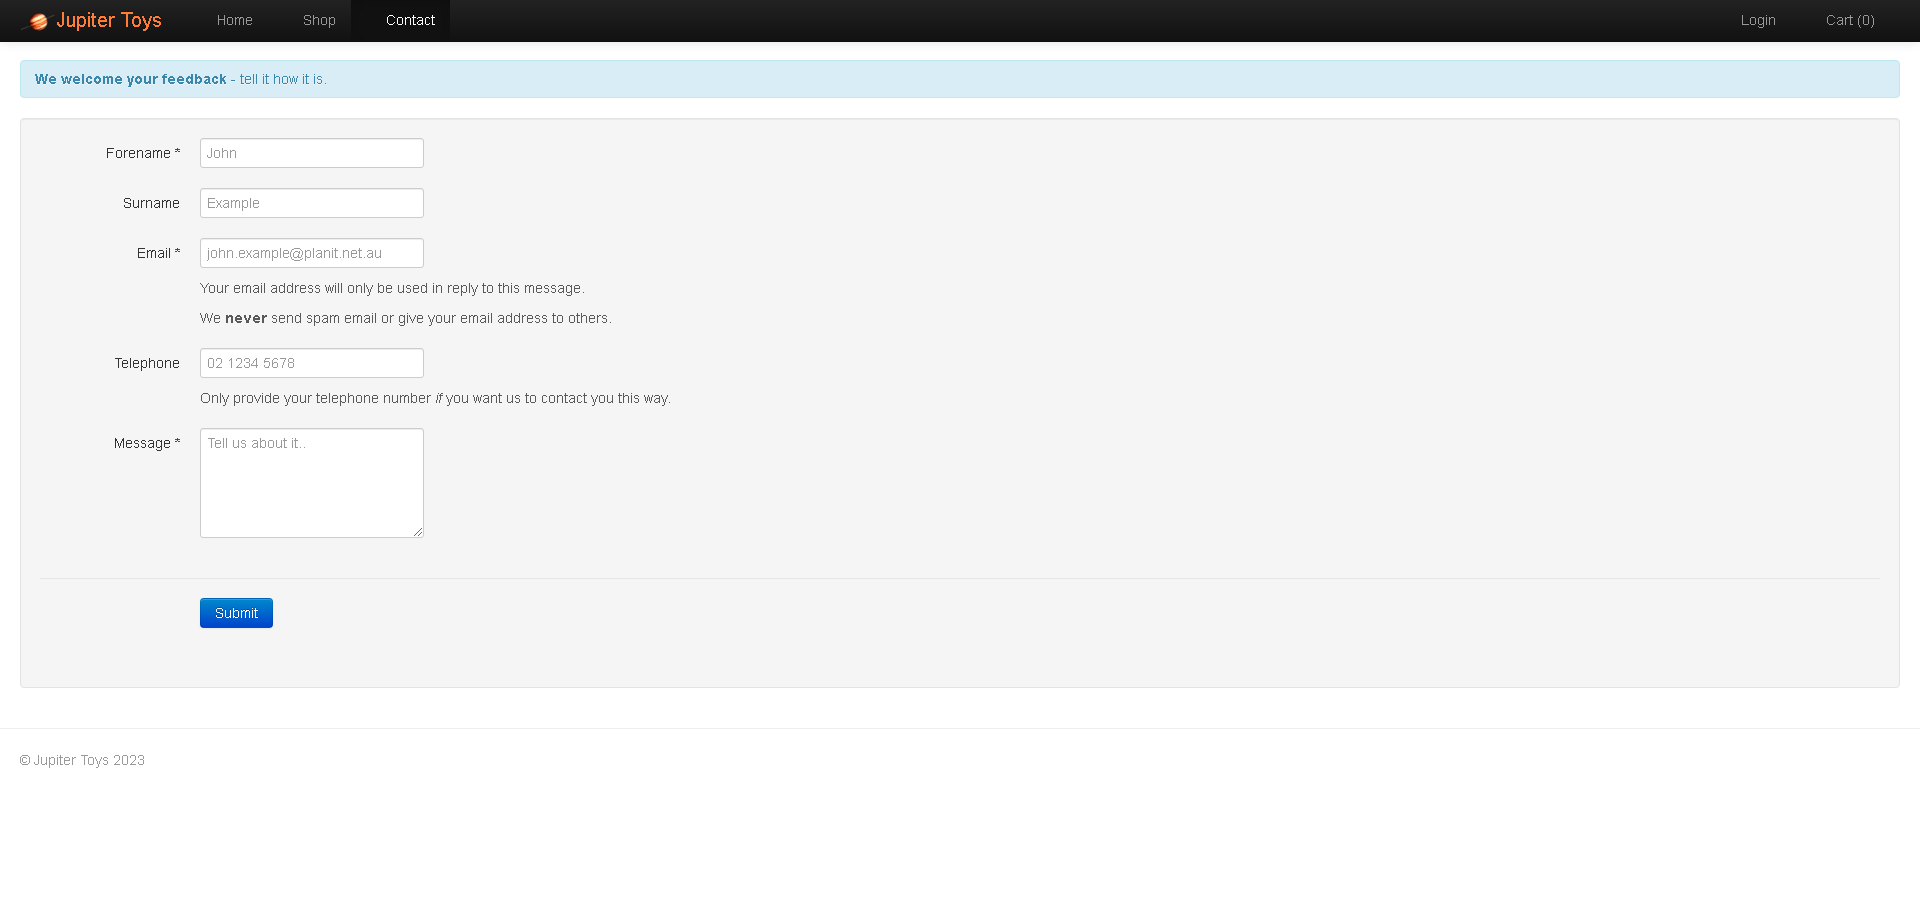 Jupiter Toys Home Shop Contact Login Cart (0)
We welcome your feedback - tell it how it is.
Forename * John
Surname Example
Email * john.example@planit.net.au
Your email address will only be used in reply to this message.
We never send spam email or give your email address to others.
Telephone 02 1234 5678
Only provide your telephone number if you want us to contact you this way.
Message * Tell us about it..
Submit
© Jupiter Toys 2023